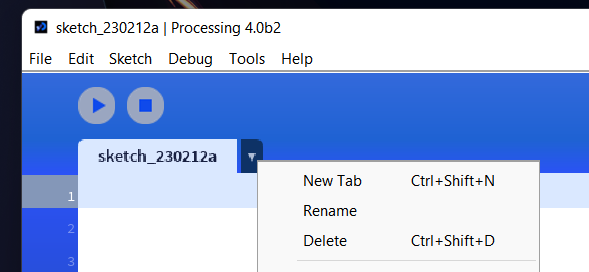 sketch_230212a | Processing 4.0b2
File Edit Sketch Debug Tools Help
sketch_230212a
New Tab Ctrl+Shift+N
1
Rename
2
Delete Ctrl+Shift+D
3